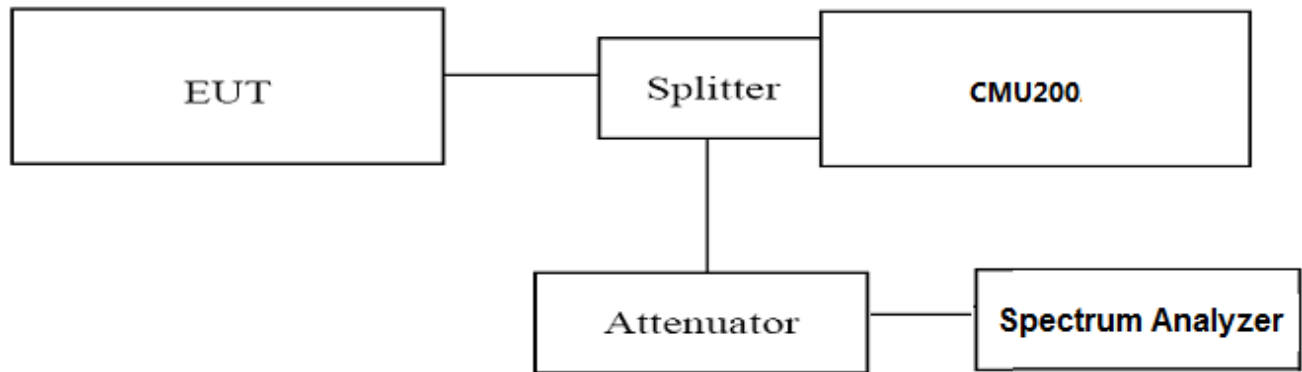 EUT
Splitter
CMU200
Attenuator
Spectrum Analyzer